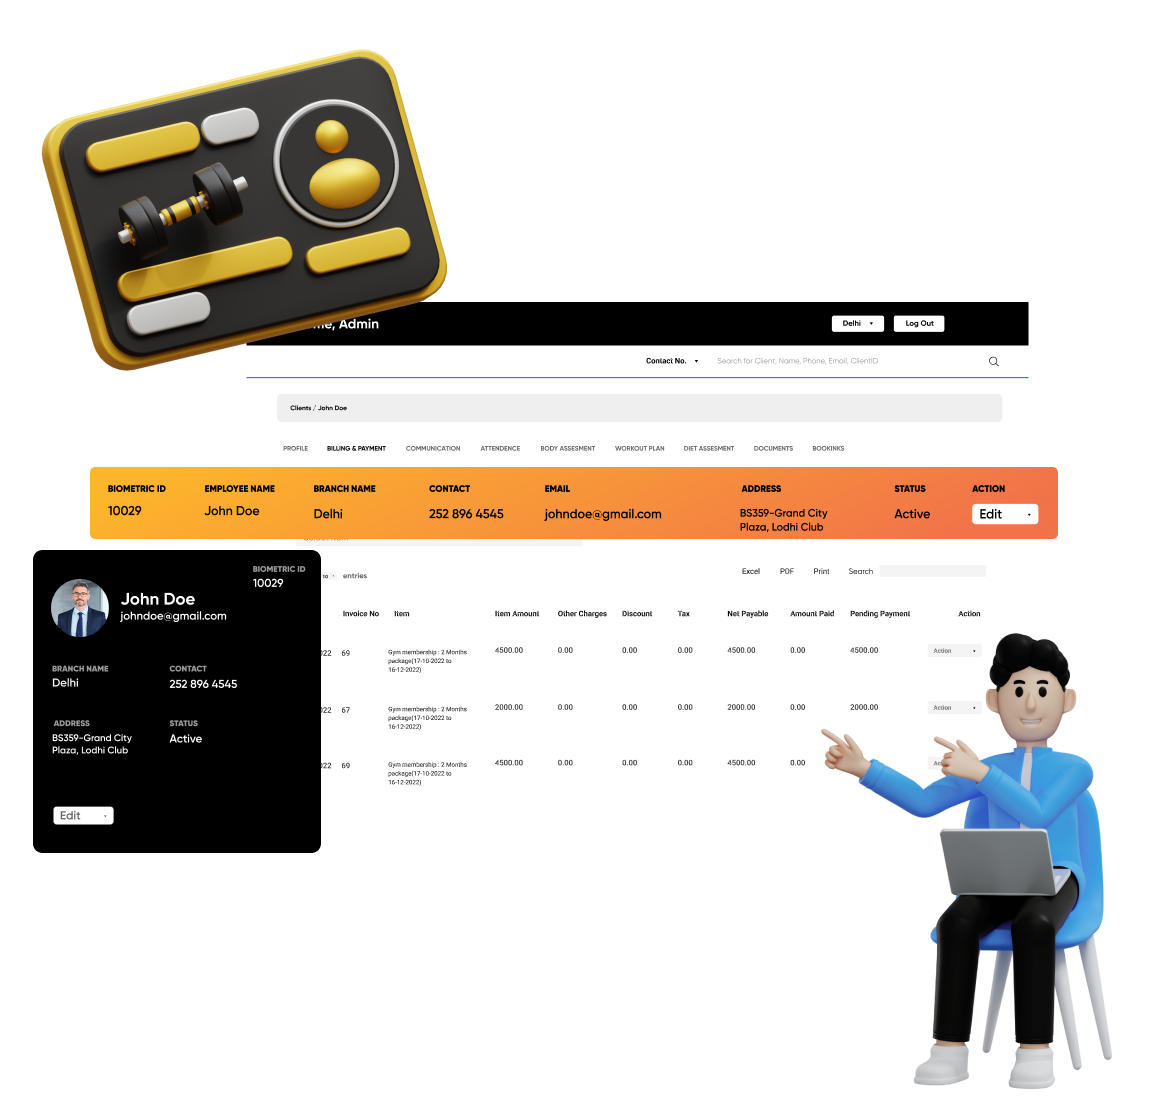 Admin
Delhi
Log Out
Contact No.
Search for Client, Name, Phone, Email, ClientID
Clients / John Doe
PROFILE BILLING & PAYMENT COMMUNICATION ATTENDENCE BODY ASSESMENT WORKOUT PLAN DIET ASSESMENT DOCUMENTS BOOKINKS
BIOMETRIC ID EMPLOYEE NAME BRANCH NAME CONTACT EMAIL ADDRESS STATUS ACTION
10029 John Doe Delhi 252 896 4545 johndoe@gmail.com BS359-Grand City Active Edit
Plaza, Lodhi Club
BIOMETRIC ID
10029
John Doe
johndoe@gmail.com
BRANCH NAME CONTACT
Delhi 252 896 4545
ADDRESS STATUS
BS359-Grand City Active
Plaza, Lodhi Club
Edit
10 entries
Excel PDF Print Search
Invoice No Item Item Amount Other Charges Discount Tax Net Payable Amount Paid Pending Payment Action
022 69 Gym membership : 2 Months 4500.00 0.00 0.00 0.00 4500.00 0.00 4500.00 Action
package(17-10-2022 to
16-12-2022)
022 67 Gym membership : 2 Months 2000.00 0.00 0.00 0.00 2000.00 0.00 2000.00 Action
package(17-10-2022 to
16-12-2022)
022 69 Gym membership : 2 Months 4500.00 0.00 0.00 0.00 4500.00 0.00
package(17-10-2022 to
16-12-2022)